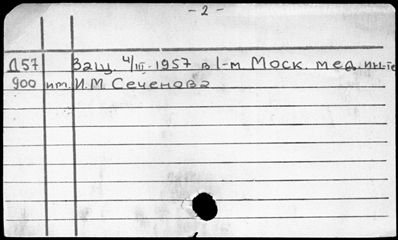 - 2 -
Д57 Защ. 4/III-1957 в I-м Моск. мед. ин-те
900 им. И.М. Сеченова